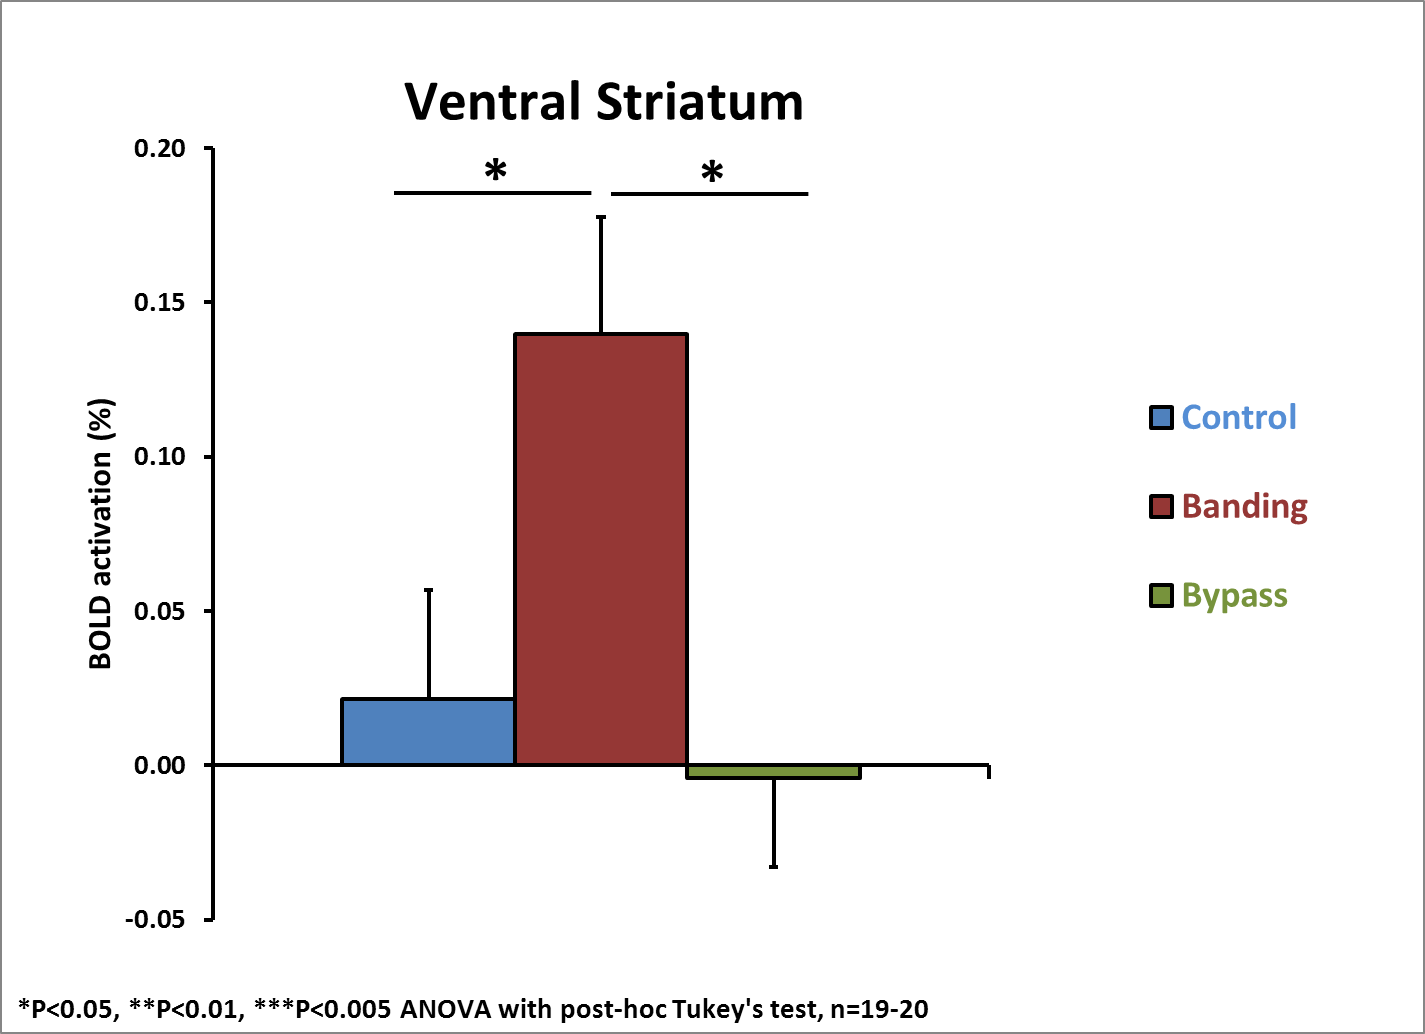 Ventral Striatum
0.20
* *
0.15
0.10
0.05
0.00
-0.05
BOLD activation (%)
Control
Banding
Bypass
*P<0.05, **P<0.01, ***P<0.005 ANOVA with post-hoc Tukey's test, n=19-20